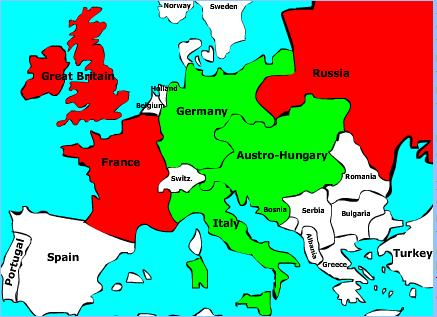 Norway
Sweden
Great Britain
Holland
Belgium
Germany
Russia
France
Switz.
Austro-Hungary
Romania
Italy
Bosnia
Serbia
Bulgaria
Albania
Greece
Turkey
Portugal
Spain